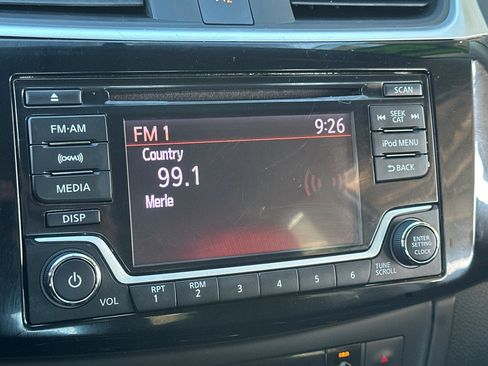 SCAN
FM·AM
FM 1
9:26
SEEK
CAT
Country
(XM)
99.1
iPod MENU
MEDIA
Merle
BACK
DISP
ENTER
SETTING
CLOCK
VOL
RPT
1
RDM
2
3
4
5
6
TUNE
SCROLL